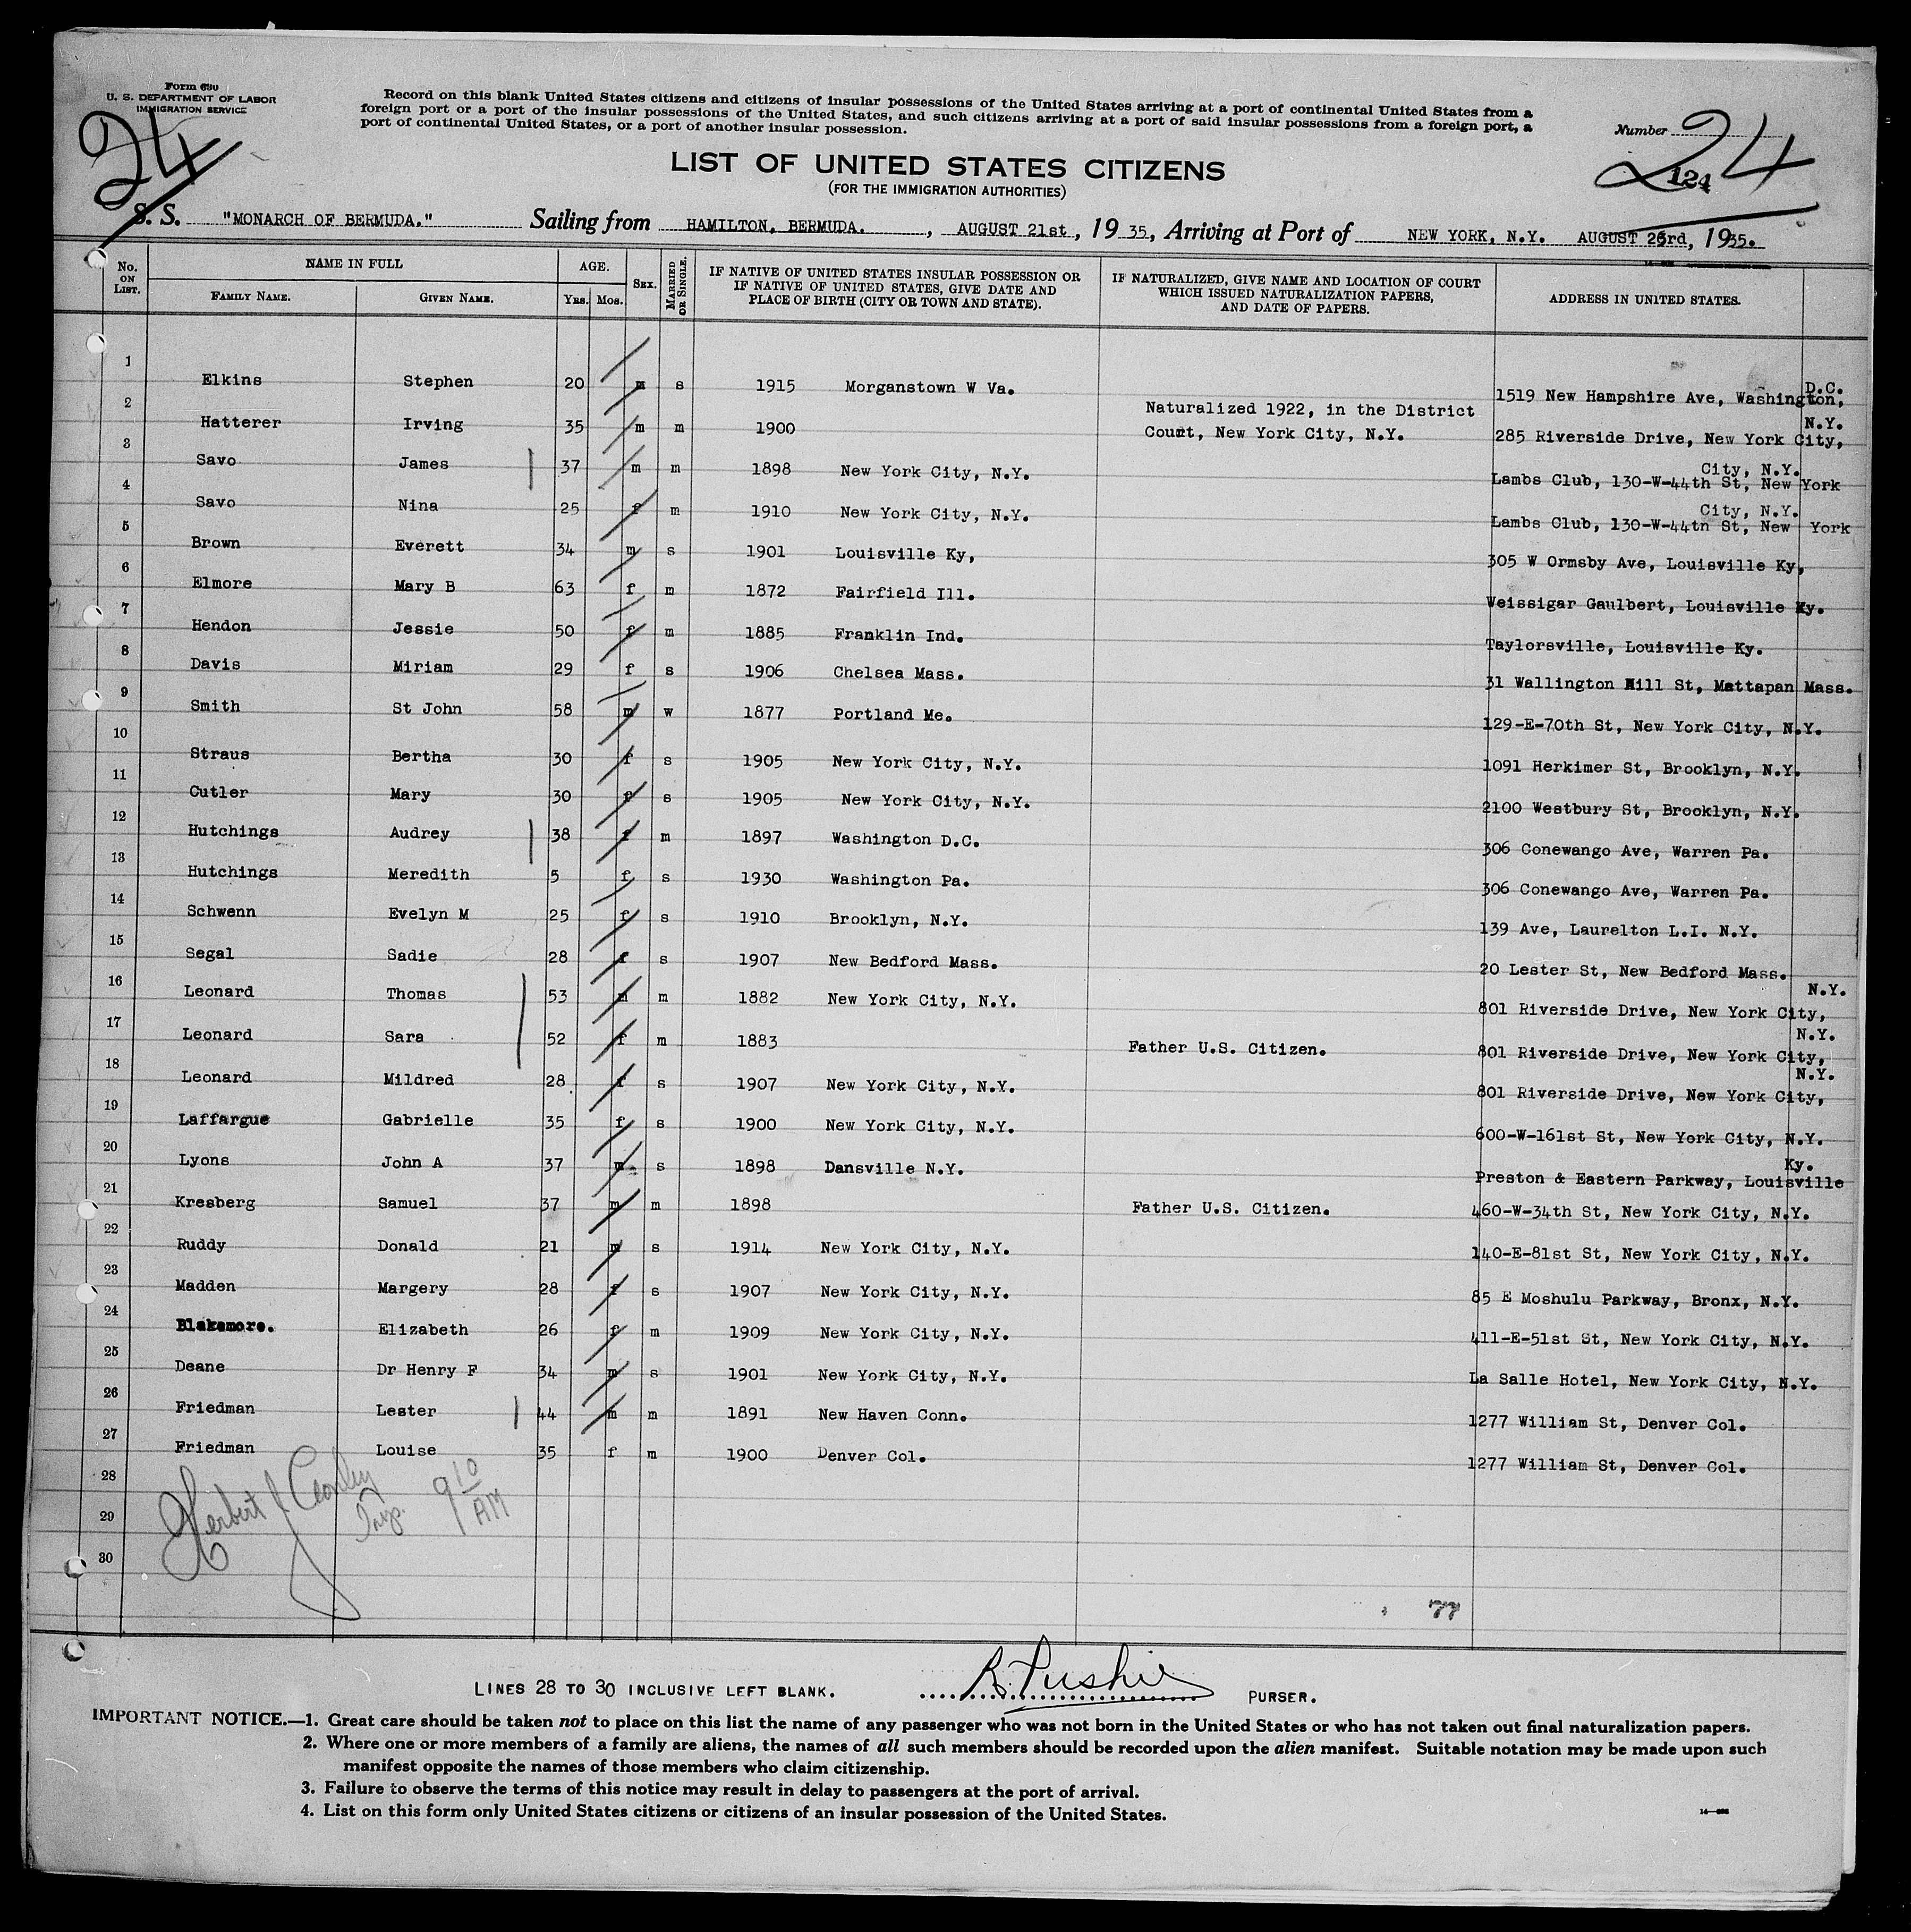 Form 630
U. S. DEPARTMENT OF LABOR
IMMIGRATION SERVICE
24
Record on this blank United States citizens and citizens of insular possessions of the United States arriving at a port of continental United States from a
foreign port or a port of the insular possessions of the United States, and such citizens arriving at a port of said insular possessions from a foreign port, a
port of continental United States, or a port of another insular possession.
Number 24
124
LIST OF UNITED STATES CITIZENS
(FOR THE IMMIGRATION AUTHORITIES)
S. S. "MONARCH OF BERMUDA." Sailing from HAMILTON, BERMUDA. , AUGUST 21st, 19 35, Arriving at Port of NEW YORK, N.Y. AUGUST 23rd, 1935.
No. ON LIST. NAME IN FULL FAMILY NAME. GIVEN NAME. AGE. YRS. MOS. SEX. MARRIED OR SINGLE. IF NATIVE OF UNITED STATES INSULAR POSSESSION OR IF NATIVE OF UNITED STATES, GIVE DATE AND PLACE OF BIRTH (CITY OR TOWN AND STATE). IF NATURALIZED, GIVE NAME AND LOCATION OF COURT WHICH ISSUED NATURALIZATION PAPERS, AND DATE OF PAPERS. ADDRESS IN UNITED STATES.
1 Elkins Stephen 20 m s 1915 Morganstown W Va. 1519 New Hampshire Ave, Washington, D.C.
2 Hatterer Irving 35 m m 1900 Naturalized 1922, in the District Court, New York City, N.Y. 285 Riverside Drive, New York City, N.Y.
3 Savo James 37 m m 1898 New York City, N.Y. Lambs Club, 130-W-44th St, New York City, N.Y.
4 Savo Nina 25 f m 1910 New York City, N.Y. Lambs Club, 130-W-44th St, New York City, N.Y.
5 Brown Everett 34 m s 1901 Louisville Ky, 305 W Ormsby Ave, Louisville Ky,
6 Elmore Mary B 63 f m 1872 Fairfield Ill. Weissigar Gaulbert, Louisville Ky.
7 Hendon Jessie 50 f m 1885 Franklin Ind. Taylorsville, Louisville Ky.
8 Davis Miriam 29 f s 1906 Chelsea Mass. 31 Wallington Hill St, Mattapan Mass.
9 Smith St John 58 m w 1877 Portland Me. 129-E-70th St, New York City, N.Y.
10 Straus Bertha 30 f s 1905 New York City, N.Y. 1091 Herkimer St, Brooklyn, N.Y.
11 Cutler Mary 30 f s 1905 New York City, N.Y. 2100 Westbury St, Brooklyn, N.Y.
12 Hutchings Audrey 38 f m 1897 Washington D.C. 306 Conewango Ave, Warren Pa.
13 Hutchings Meredith 5 f s 1930 Washington Pa. 306 Conewango Ave, Warren Pa.
14 Schwenn Evelyn M 25 f s 1910 Brooklyn, N.Y. 139 Ave, Laurelton L.I. N.Y.
15 Segal Sadie 28 f s 1907 New Bedford Mass. 20 Lester St, New Bedford Mass.
16 Leonard Thomas 53 m m 1882 New York City, N.Y. 801 Riverside Drive, New York City, N.Y.
17 Leonard Sara 52 f m 1883 Father U.S. Citizen. 801 Riverside Drive, New York City, N.Y.
18 Leonard Mildred 28 f s 1907 New York City, N.Y. 801 Riverside Drive, New York City, N.Y.
19 Laffargue Gabrielle 35 f s 1900 New York City, N.Y. 600-W-161st St, New York City, N.Y.
20 Lyons John A 37 m s 1898 Dansville N.Y. Preston & Eastern Parkway, Louisville Ky.
21 Kresberg Samuel 37 m m 1898 Father U.S. Citizen. 460-W-34th St, New York City, N.Y.
22 Ruddy Donald 21 m s 1914 New York City, N.Y. 140-E-81st St, New York City, N.Y.
23 Madden Margery 28 f s 1907 New York City, N.Y. 85 E Moshulu Parkway, Bronx, N.Y.
24 Blakemore. Elizabeth 26 f m 1909 New York City, N.Y. 411-E-51st St, New York City, N.Y.
25 Deane Dr Henry F 34 m s 1901 New York City, N.Y. La Salle Hotel, New York City, N.Y.
26 Friedman Lester 44 m m 1891 New Haven Conn. 1277 William St, Denver Col.
27 Friedman Louise 35 f m 1900 Denver Col. 1277 William St, Denver Col.
28
29
30
Herbert J Insp. 9 10 AM
77
LINES 28 TO 30 INCLUSIVE LEFT BLANK. R. Pushie PURSER.
IMPORTANT NOTICE.—1. Great care should be taken not to place on this list the name of any passenger who was not born in the United States or who has not taken out final naturalization papers.
2. Where one or more members of a family are aliens, the names of all such members should be recorded upon the alien manifest. Suitable notation may be made upon such
manifest opposite the names of those members who claim citizenship.
3. Failure to observe the terms of this notice may result in delay to passengers at the port of arrival.
4. List on this form only United States citizens or citizens of an insular possession of the United States.